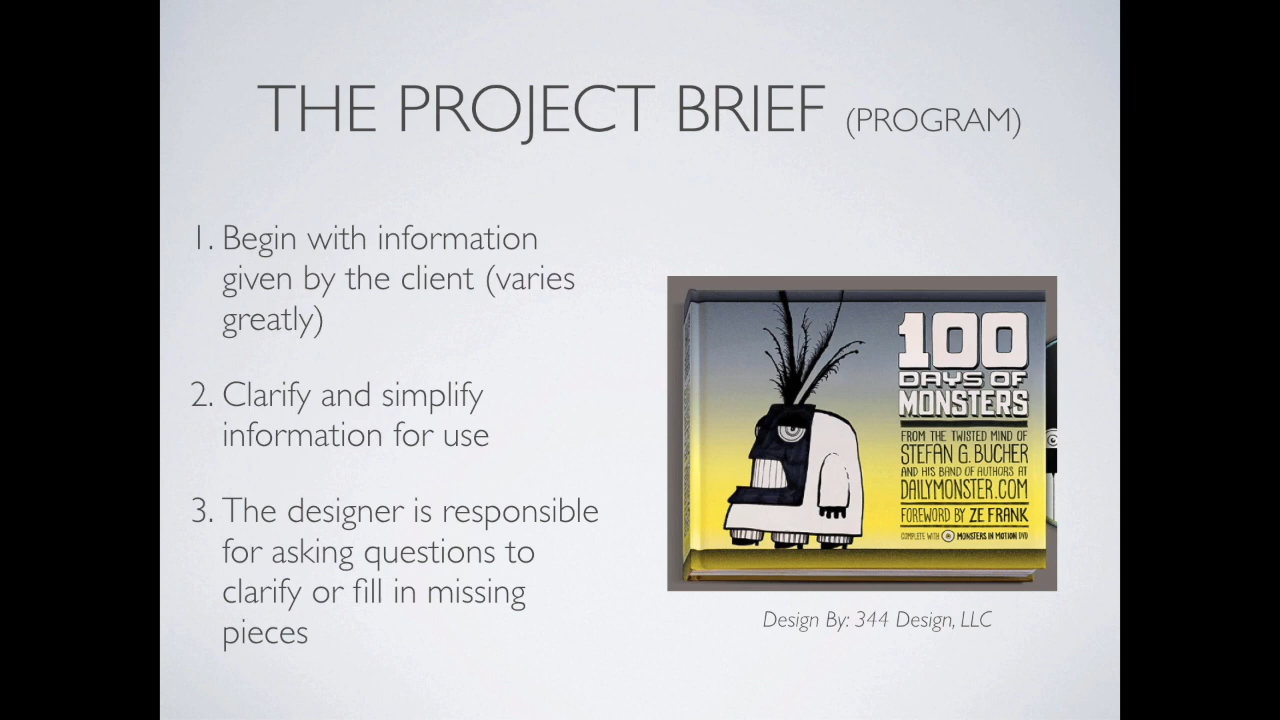 THE PROJECT BRIEF (PROGRAM)
1. Begin with information
given by the client (varies
greatly)
2. Clarify and simplify
information for use
3. The designer is responsible
for asking questions to
clarify or fill in missing
pieces
100
DAYS OF
MONSTERS
FROM THE TWISTED MIND OF
STEFAN G. BUCHER
AND HIS BAND OF AUTHORS AT
DAILYMONSTER.COM
FOREWORD BY ZE FRANK
COMPLETE WITH MONSTERS IN MOTION DVD
Design By: 344 Design, LLC